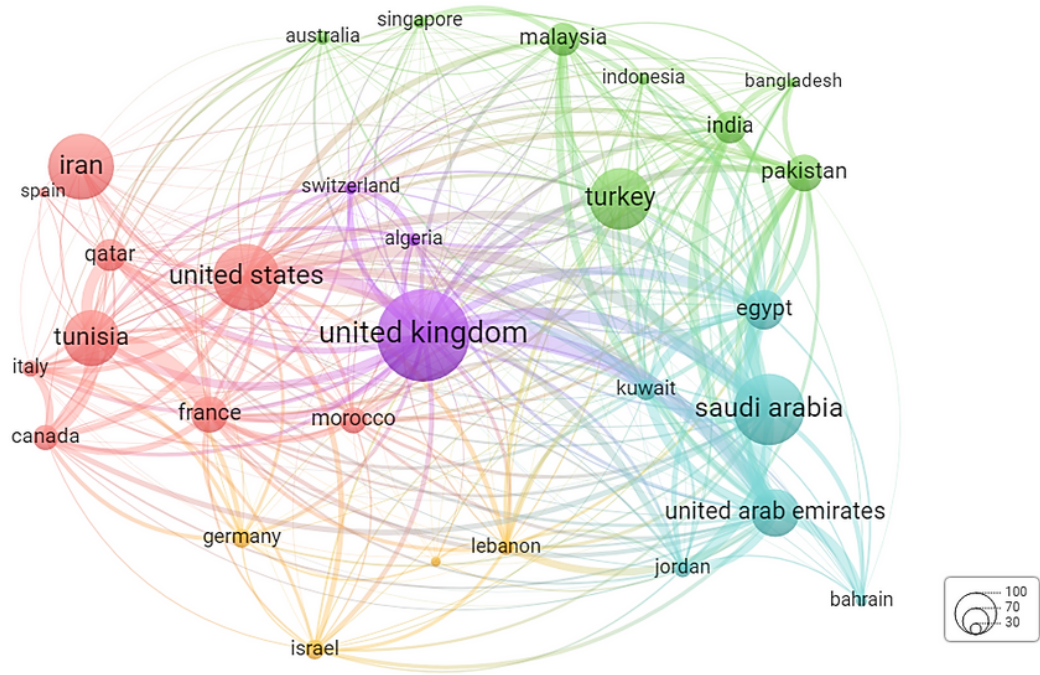 singapore
australia
malaysia
indonesia
bangladesh
india
iran
pakistan
spain
switzerland
turkey
algeria
qatar
united states
egypt
united kingdom
tunisia
italy
kuwait
saudi arabia
france
morocco
canada
united arab emirates
germany
lebanon
jordan
bahrain
israel
100
70
30